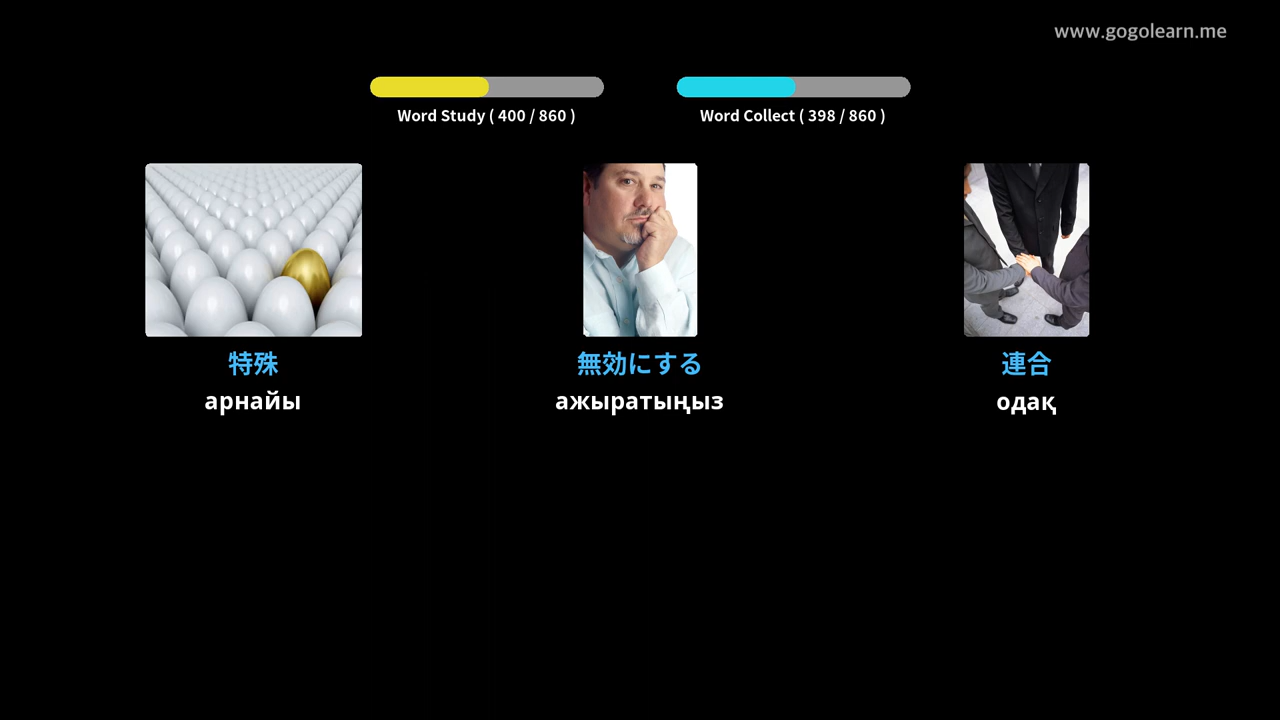 www.gogolearn.me
Word Study ( 400 / 860 )
Word Collect ( 398 / 860 )
特殊
無効にする
連合
арнайы
ажыратыңыз
одақ